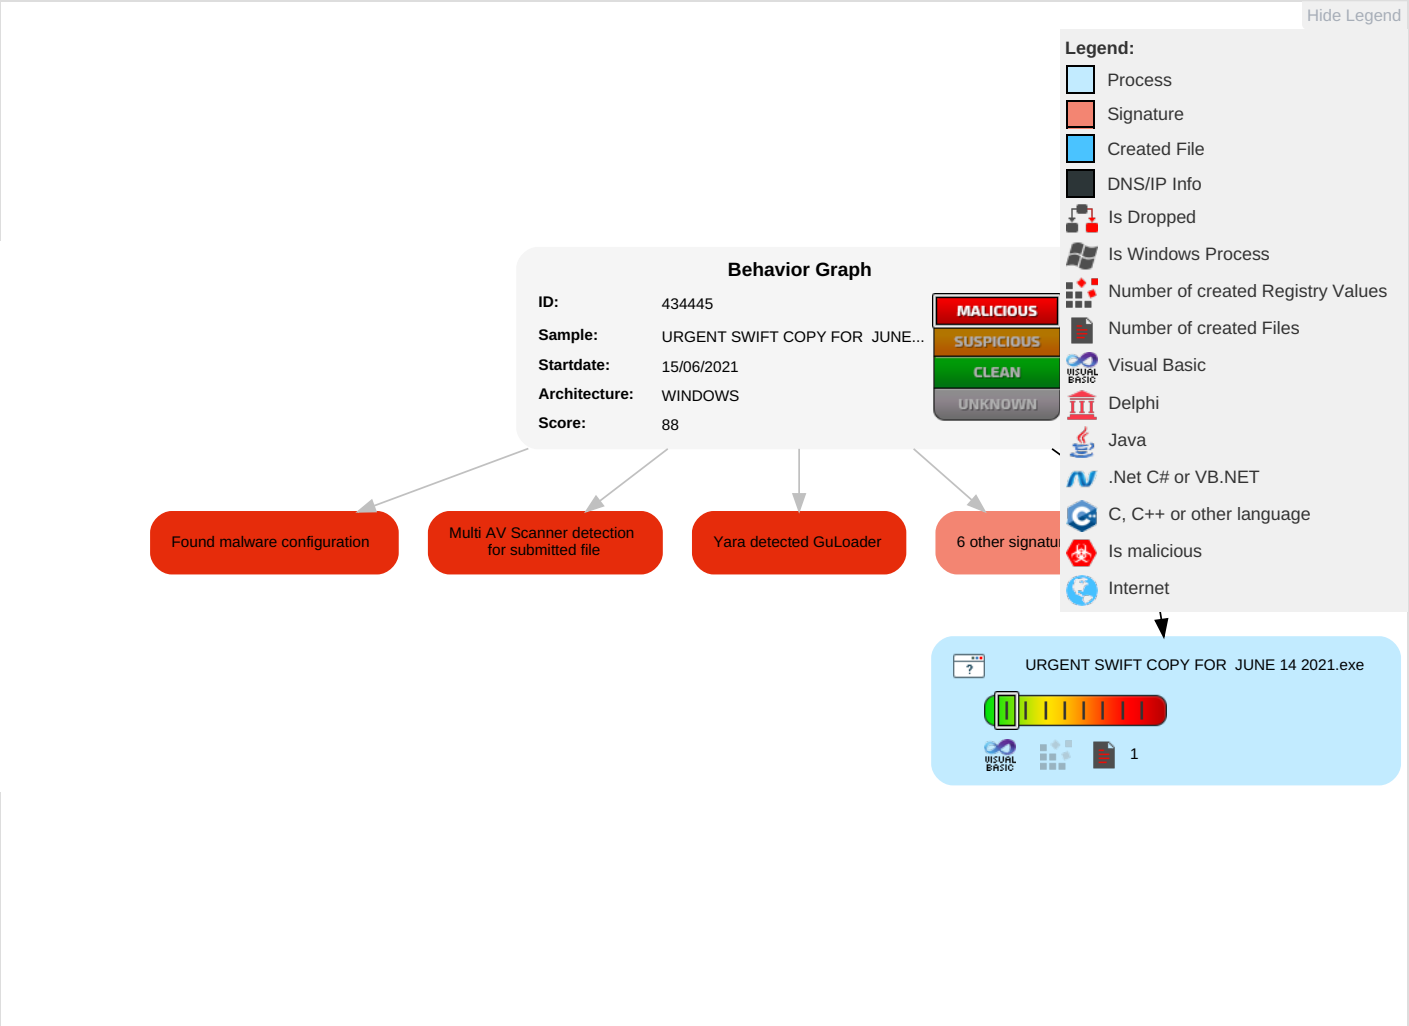 Hide Legend
Legend:
Process
Signature
Created File
DNS/IP Info
Is Dropped
Is Windows Process
Number of created Registry Values
Number of created Files
VISUAL BASIC
Visual Basic
Delphi
Java
.Net C# or VB.NET
C, C++ or other language
Is malicious
Internet
Behavior Graph
ID: 434445
Sample: URGENT SWIFT COPY FOR  JUNE...
Startdate: 15/06/2021
Architecture: WINDOWS
Score: 88
MALICIOUS
SUSPICIOUS
CLEAN
UNKNOWN
Found malware configuration
Multi AV Scanner detection
for submitted file
Yara detected GuLoader
6 other signatu
?
URGENT SWIFT COPY FOR  JUNE 14 2021.exe
VISUAL
BASIC
1